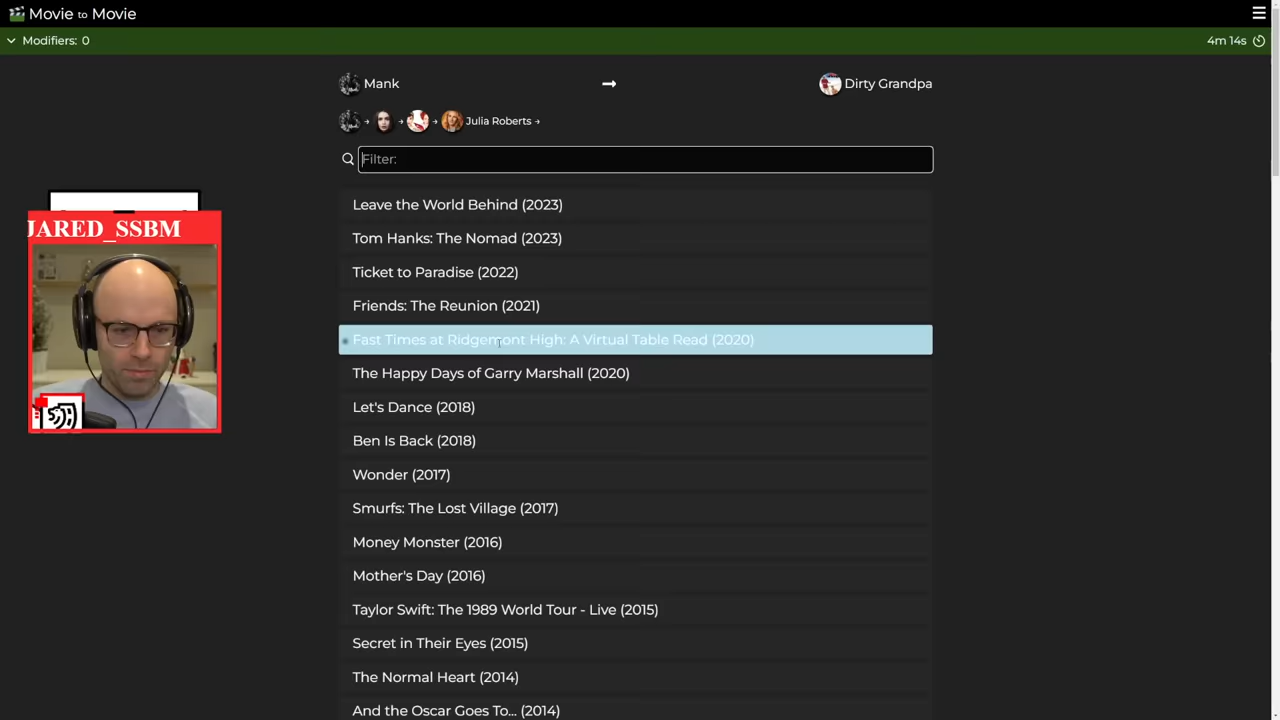 Movie to Movie
Modifiers: 0
4m 14s
Mank
Dirty Grandpa
Julia Roberts
Filter:
JARED_SSBM
Leave the World Behind (2023)
Tom Hanks: The Nomad (2023)
Ticket to Paradise (2022)
Friends: The Reunion (2021)
Fast Times at Ridgemont High: A Virtual Table Read (2020)
The Happy Days of Garry Marshall (2020)
Let's Dance (2018)
Ben Is Back (2018)
Wonder (2017)
Smurfs: The Lost Village (2017)
Money Monster (2016)
Mother's Day (2016)
Taylor Swift: The 1989 World Tour - Live (2015)
Secret in Their Eyes (2015)
The Normal Heart (2014)
And the Oscar Goes To... (2014)